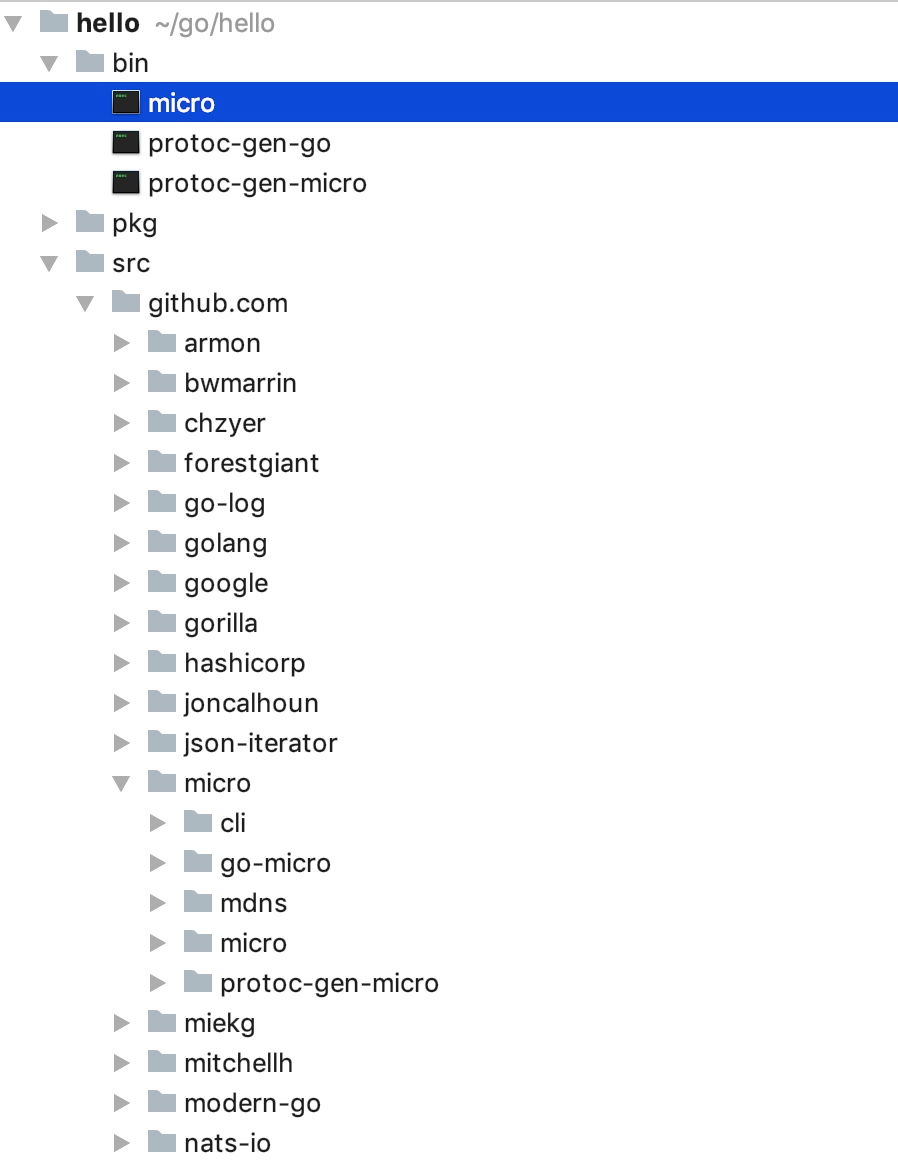 hello ~/go/hello
bin
micro
protoc-gen-go
protoc-gen-micro
pkg
src
github.com
armon
bwmarrin
chzyer
forestgiant
go-log
golang
google
gorilla
hashicorp
joncalhoun
json-iterator
micro
cli
go-micro
mdns
micro
protoc-gen-micro
miekg
mitchellh
modern-go
nats-io